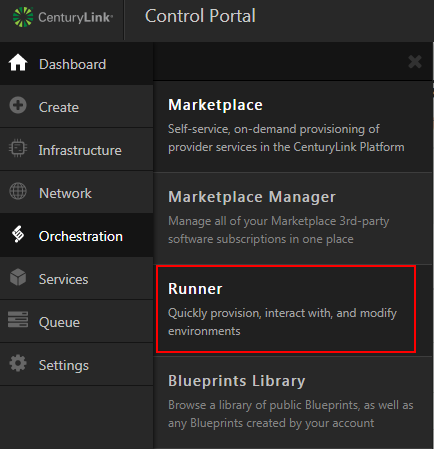 CenturyLink®
Control Portal
Dashboard
Create
Infrastructure
Network
Orchestration
Services
Queue
Settings
Marketplace
Self-service, on-demand provisioning of
provider services in the CenturyLink Platform
Marketplace Manager
Manage all of your Marketplace 3rd-party
software subscriptions in one place
Runner
Quickly provision, interact with, and modify
environments
Blueprints Library
Browse a library of public Blueprints, as well as
any Blueprints created by your account